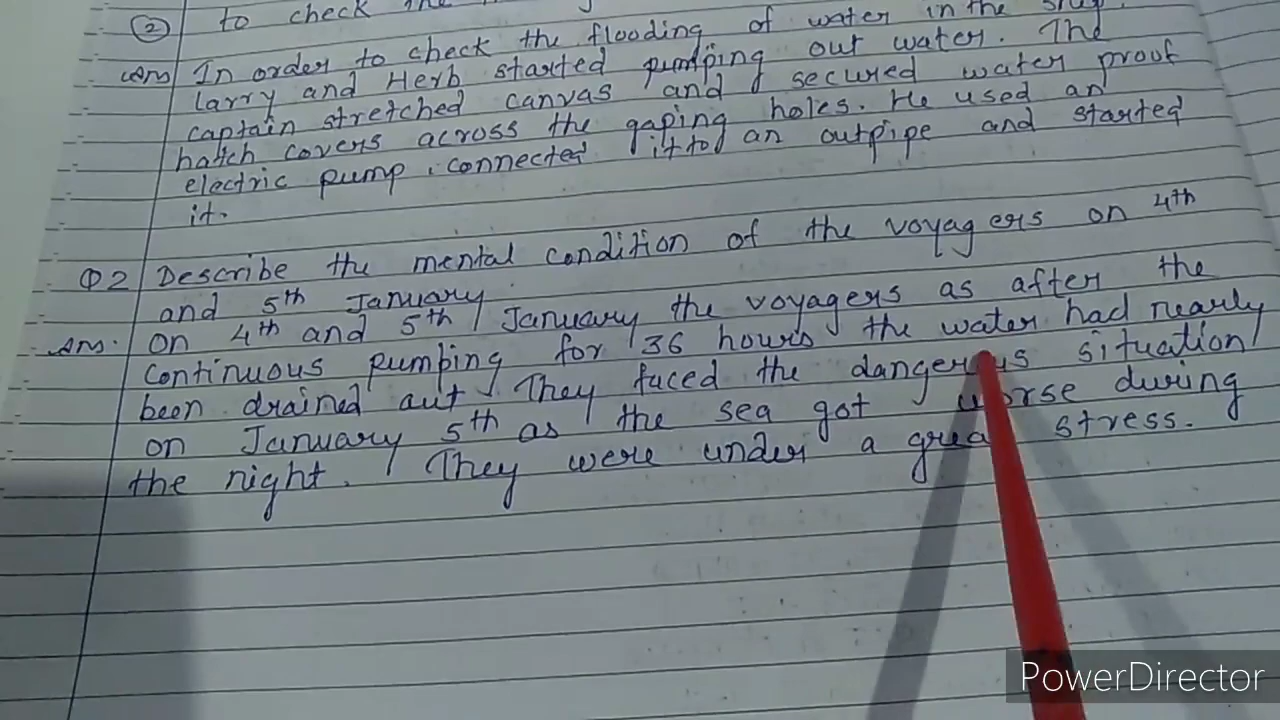 ② to check the
Ans In order to check the flooding of water in the
Larry and Herb started pumping out water. The
captain stretched canvas and secured water proof
hatch covers across the gaping holes. He used an
electric pump, connected it to an outpipe and started
it.
Q2 Describe the mental condition of the voyagers on 4th
and 5th January.
Ans. On 4th and 5th January the voyagers as after the
continuous pumping for 36 hours the water had nearly
been drained out. They faced the dangerous situation
on January 5th as the sea got worse during
the night. They were under a great stress.
PowerDirector